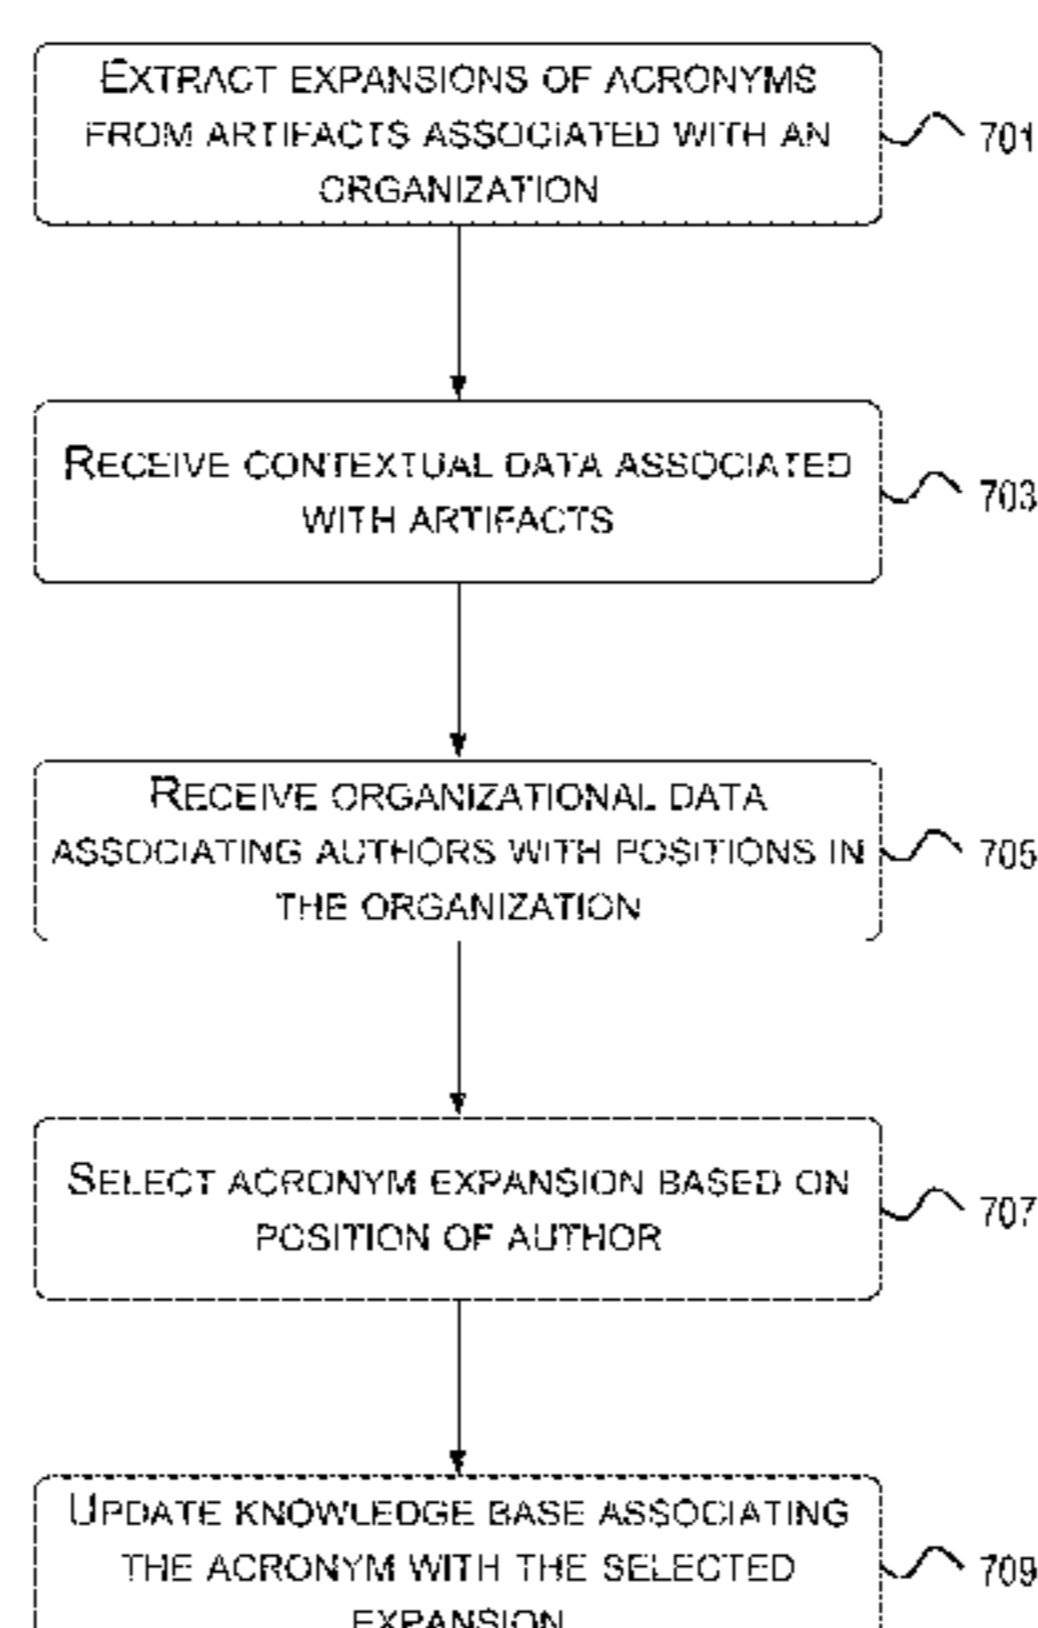 EXTRACT EXPANSIONS OF ACRONYMS
FROM ARTIFACTS ASSOCIATED WITH AN
ORGANIZATION
701
RECEIVE CONTEXTUAL DATA ASSOCIATED
WITH ARTIFACTS
703
RECEIVE ORGANIZATIONAL DATA
ASSOCIATING AUTHORS WITH POSITIONS IN
THE ORGANIZATION
705
SELECT ACRONYM EXPANSION BASED ON
POSITION OF AUTHOR
707
UPDATE KNOWLEDGE BASE ASSOCIATING
THE ACRONYM WITH THE SELECTED
EXPANSION
709